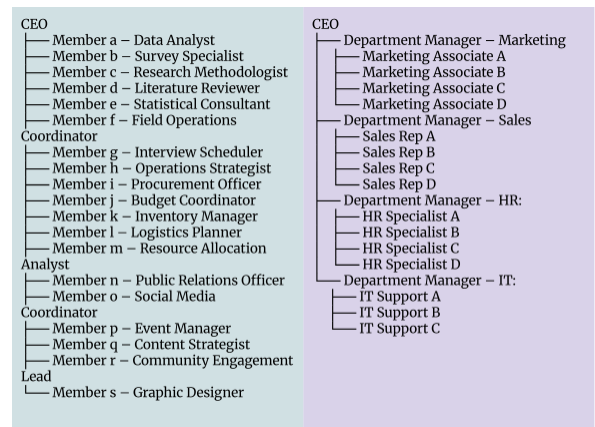 CEO
Member a – Data Analyst
Member b – Survey Specialist
Member c – Research Methodologist
Member d – Literature Reviewer
Member e – Statistical Consultant
Member f – Field Operations
Coordinator
Member g – Interview Scheduler
Member h – Operations Strategist
Member i – Procurement Officer
Member j – Budget Coordinator
Member k – Inventory Manager
Member l – Logistics Planner
Member m – Resource Allocation
Analyst
Member n – Public Relations Officer
Member o – Social Media
Coordinator
Member p – Event Manager
Member q – Content Strategist
Member r – Community Engagement
Lead
Member s – Graphic Designer
CEO
Department Manager – Marketing
Marketing Associate A
Marketing Associate B
Marketing Associate C
Marketing Associate D
Department Manager – Sales
Sales Rep A
Sales Rep B
Sales Rep C
Sales Rep D
Department Manager – HR:
HR Specialist A
HR Specialist B
HR Specialist C
HR Specialist D
Department Manager – IT:
IT Support A
IT Support B
IT Support C